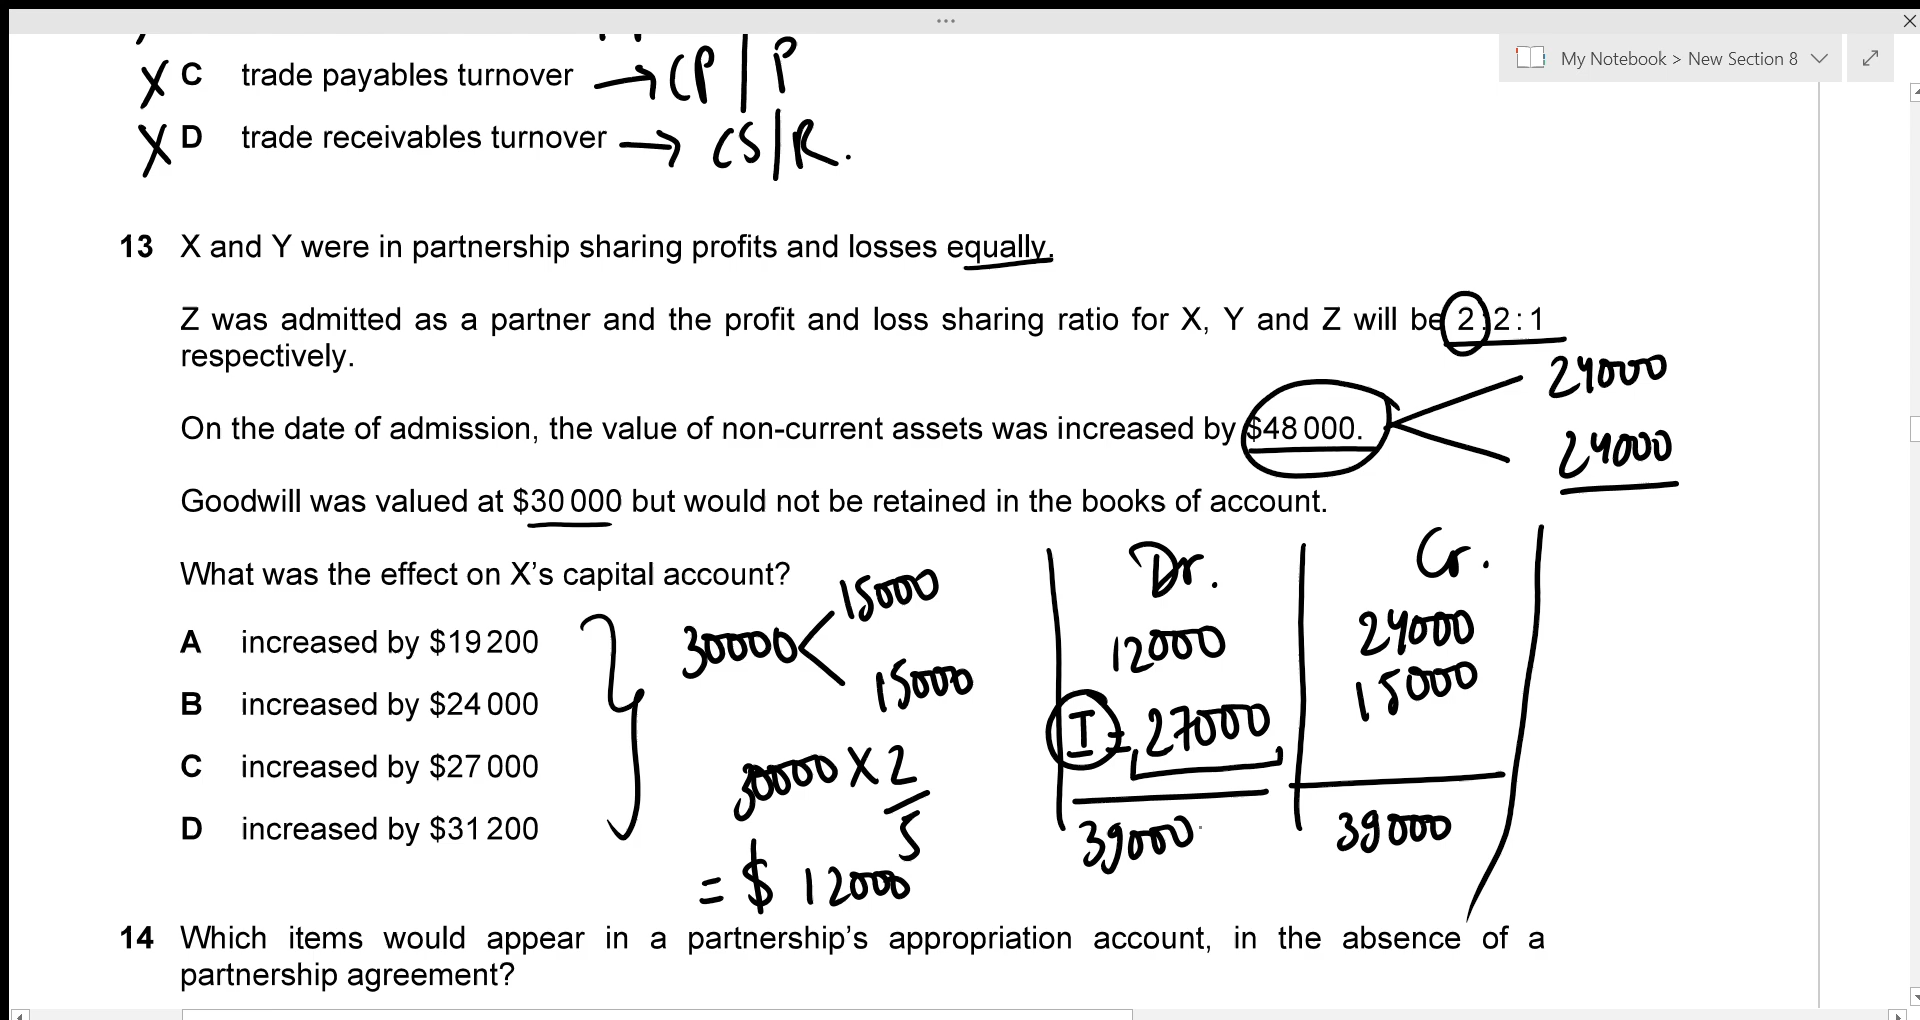 My Notebook > New Section 8
X C trade payables turnover → CP | P
X D trade receivables turnover → CS | R.
13 X and Y were in partnership sharing profits and losses equally.
Z was admitted as a partner and the profit and loss sharing ratio for X, Y and Z will be 2:2:1
respectively.
24000
On the date of admission, the value of non-current assets was increased by $48 000.
24000
Goodwill was valued at $30 000 but would not be retained in the books of account.
What was the effect on X's capital account?
A increased by $19 200
B increased by $24 000
C increased by $27 000
D increased by $31 200
30000
15000
15000
30000 X 2/5
= $ 12000
Dr. Cr.
12000 24000
15000
I = 27000
39000 39000
14 Which items would appear in a partnership's appropriation account, in the absence of a
partnership agreement?